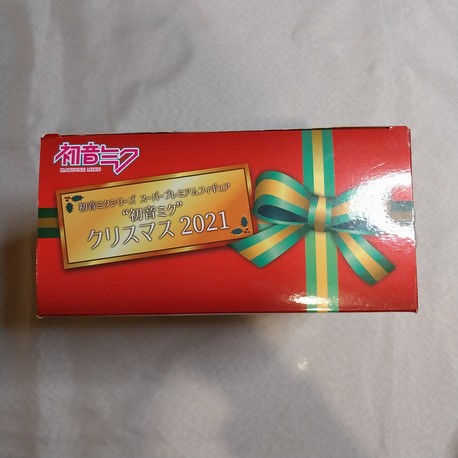 初音ミク
HATSUNE MIKU
初音ミクシリーズ スーパープレミアムフィギュア
“初音ミク”
クリスマス 2021